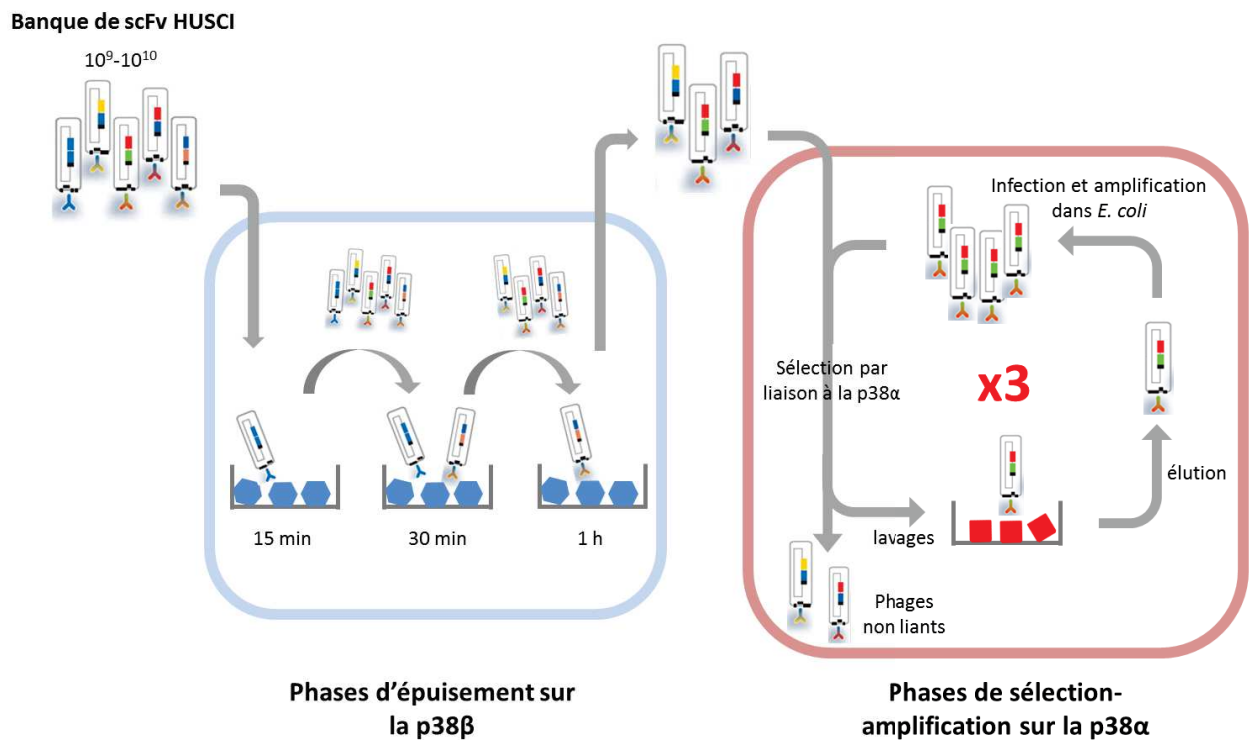 Banque de scFv HUSCI
10⁹-10¹⁰
Infection et amplification
dans E. coli
Sélection par
liaison à la p38α
x3
élution
lavages
15 min
30 min
1 h
Phages
non liants
Phases d'épuisement sur
la p38β
Phases de sélection-
amplification sur la p38α